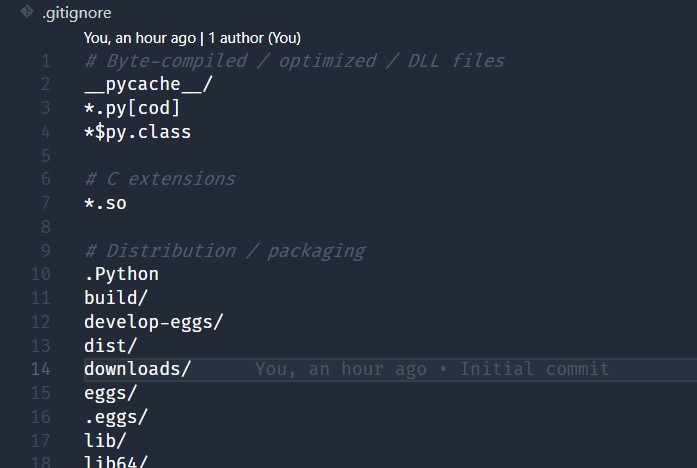 .gitignore
You, an hour ago | 1 author (You)
1 # Byte-compiled / optimized / DLL files
2 __pycache__/
3 *.py[cod]
4 *$py.class
5
6 # C extensions
7 *.so
8
9 # Distribution / packaging
10 .Python
11 build/
12 develop-eggs/
13 dist/
14 downloads/ You, an hour ago • Initial commit
15 eggs/
16 .eggs/
17 lib/
18 lib64/